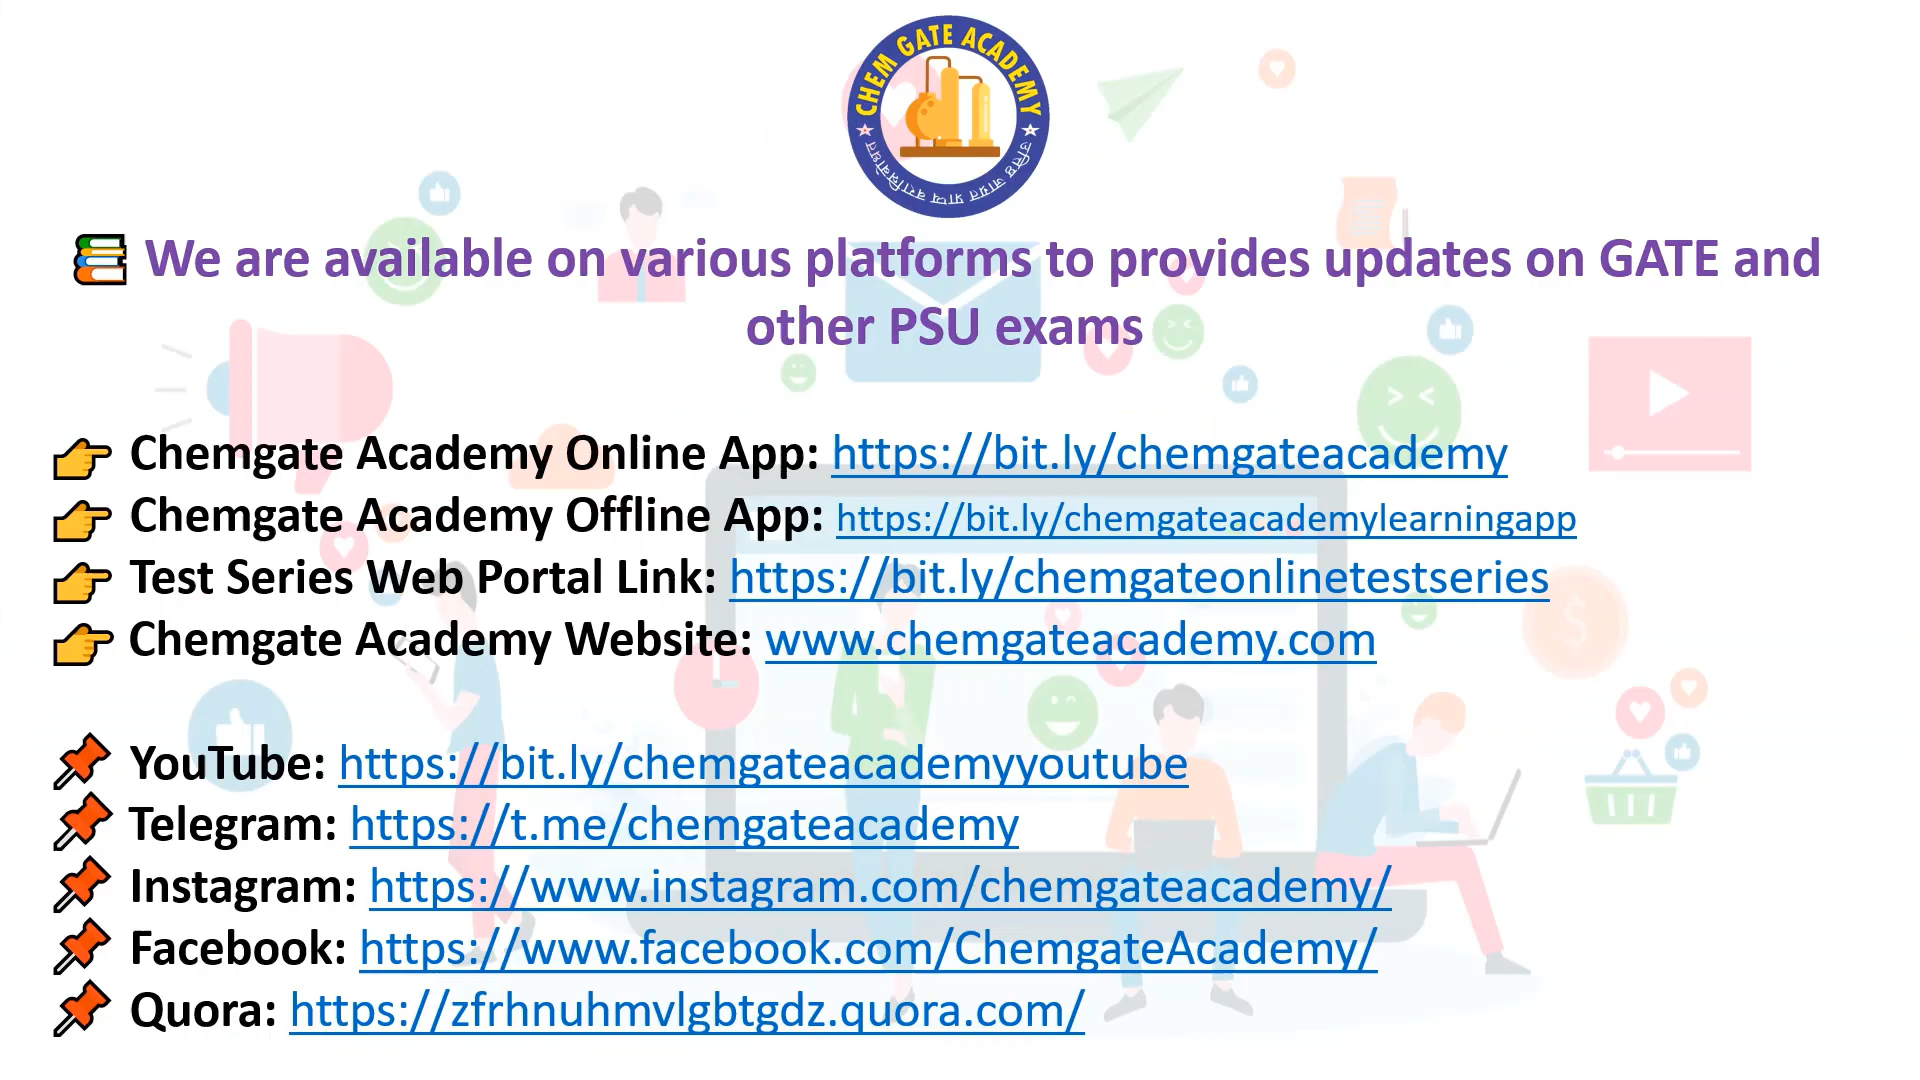 CHEM GATE ACADEMY
📚 We are available on various platforms to provides updates on GATE and
other PSU exams
👉 Chemgate Academy Online App: https://bit.ly/chemgateacademy
👉 Chemgate Academy Offline App: https://bit.ly/chemgateacademylearningapp
👉 Test Series Web Portal Link: https://bit.ly/chemgateonlinetestseries
👉 Chemgate Academy Website: www.chemgateacademy.com
📌 YouTube: https://bit.ly/chemgateacademyyoutube
📌 Telegram: https://t.me/chemgateacademy
📌 Instagram: https://www.instagram.com/chemgateacademy/
📌 Facebook: https://www.facebook.com/ChemgateAcademy/
📌 Quora: https://zfrhnuhmvlgbtgdz.quora.com/